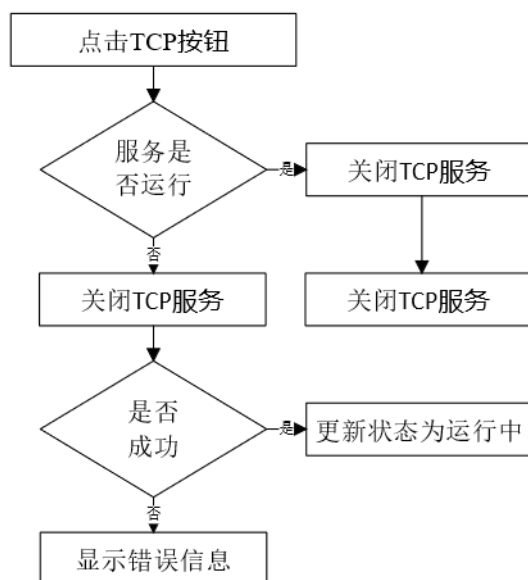 点击TCP按钮
服务是
否运行
是
关闭TCP服务
否
关闭TCP服务
关闭TCP服务
是否
成功
是
更新状态为运行中
否
显示错误信息